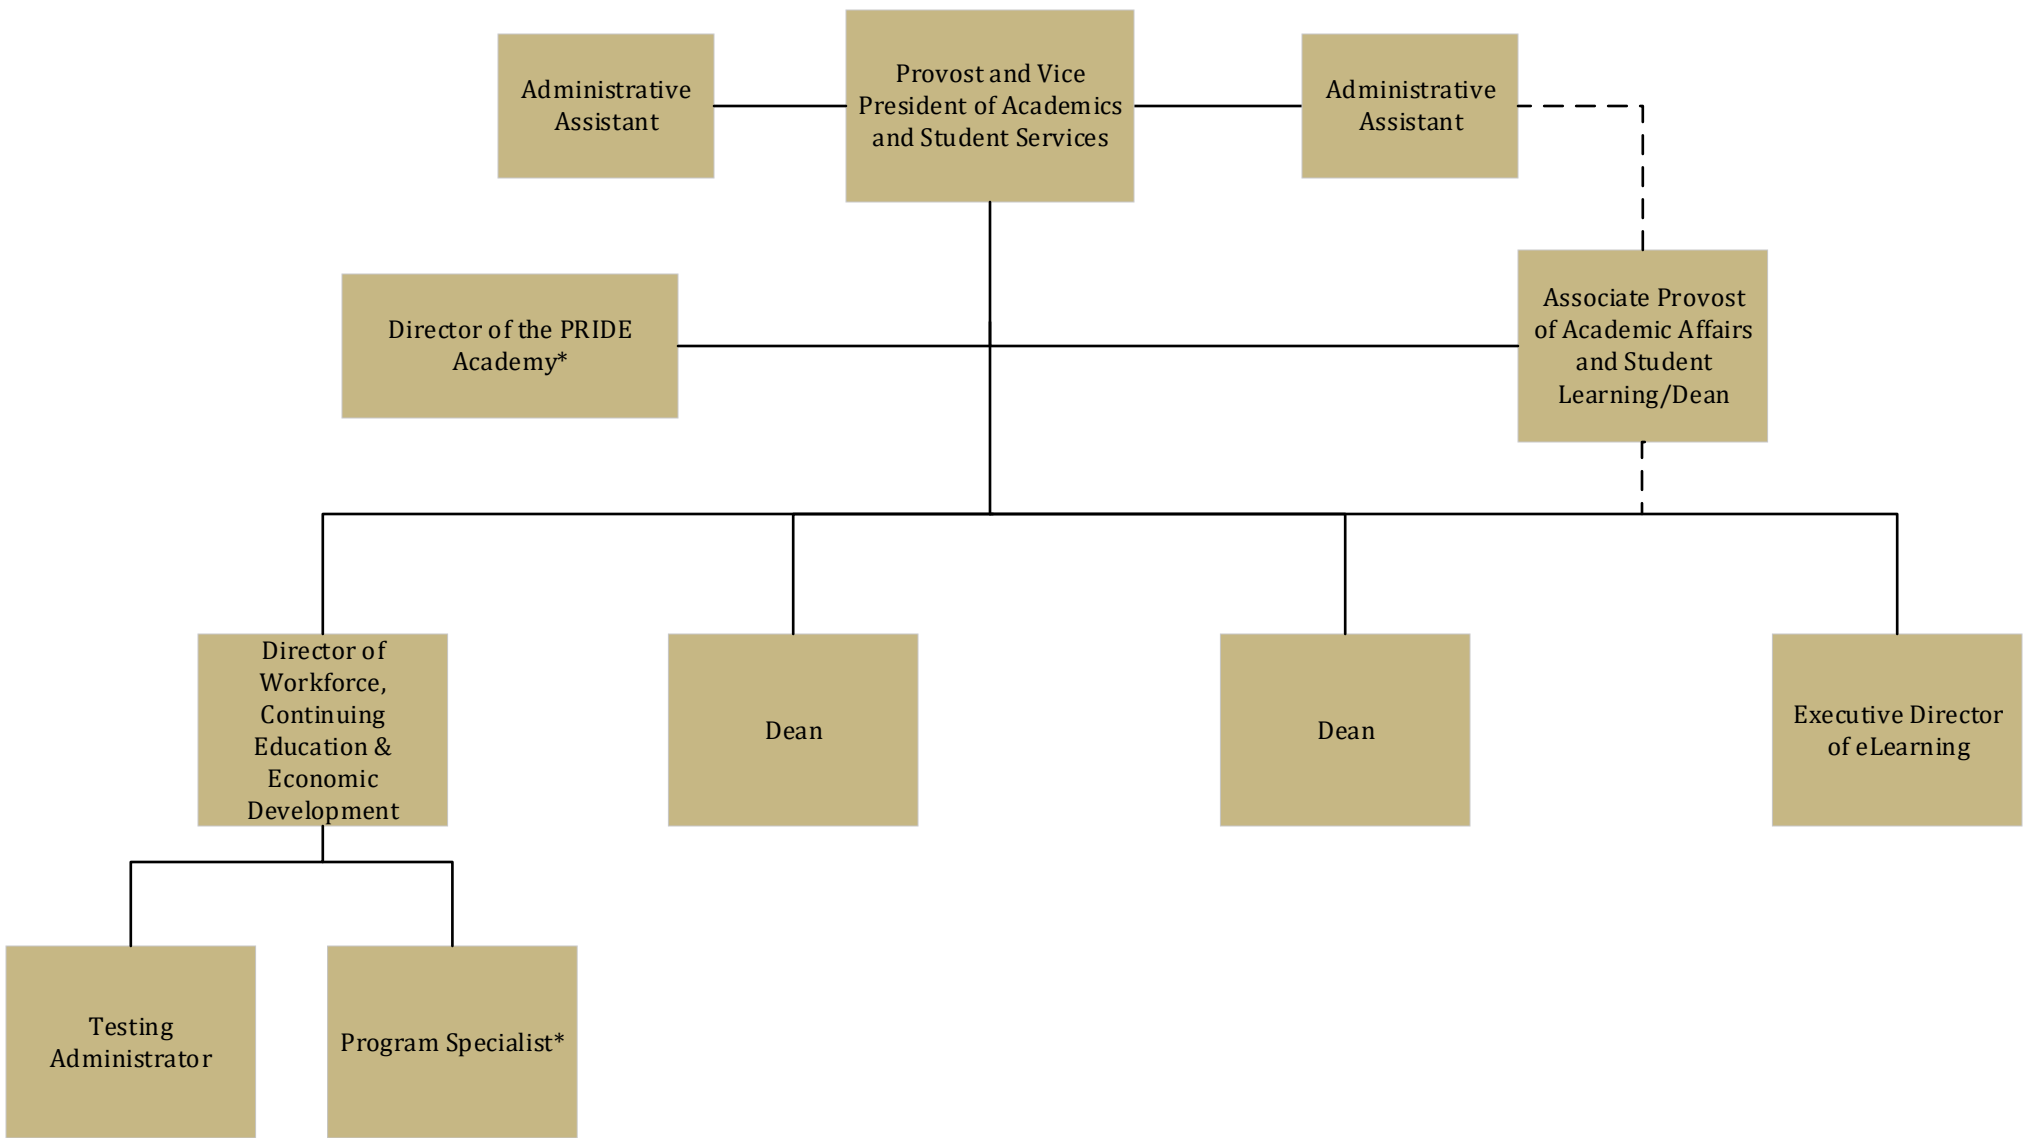 Administrative
Assistant
Provost and Vice
President of Academics
and Student Services
Administrative
Assistant
Director of the PRIDE
Academy*
Associate Provost
of Academic Affairs
and Student
Learning/Dean
Director of
Workforce,
Continuing
Education &
Economic
Development
Dean
Dean
Executive Director
of eLearning
Testing
Administrator
Program Specialist*